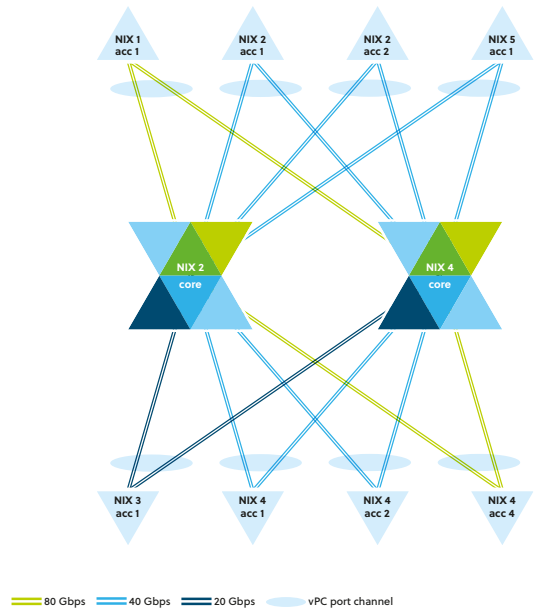 NIX 1
acc 1
NIX 2
acc 1
NIX 2
acc 2
NIX 5
acc 1
NIX 2
core
NIX 4
core
NIX 3
acc 1
NIX 4
acc 1
NIX 4
acc 2
NIX 4
acc 4
80 Gbps
40 Gbps
20 Gbps
vPC port channel